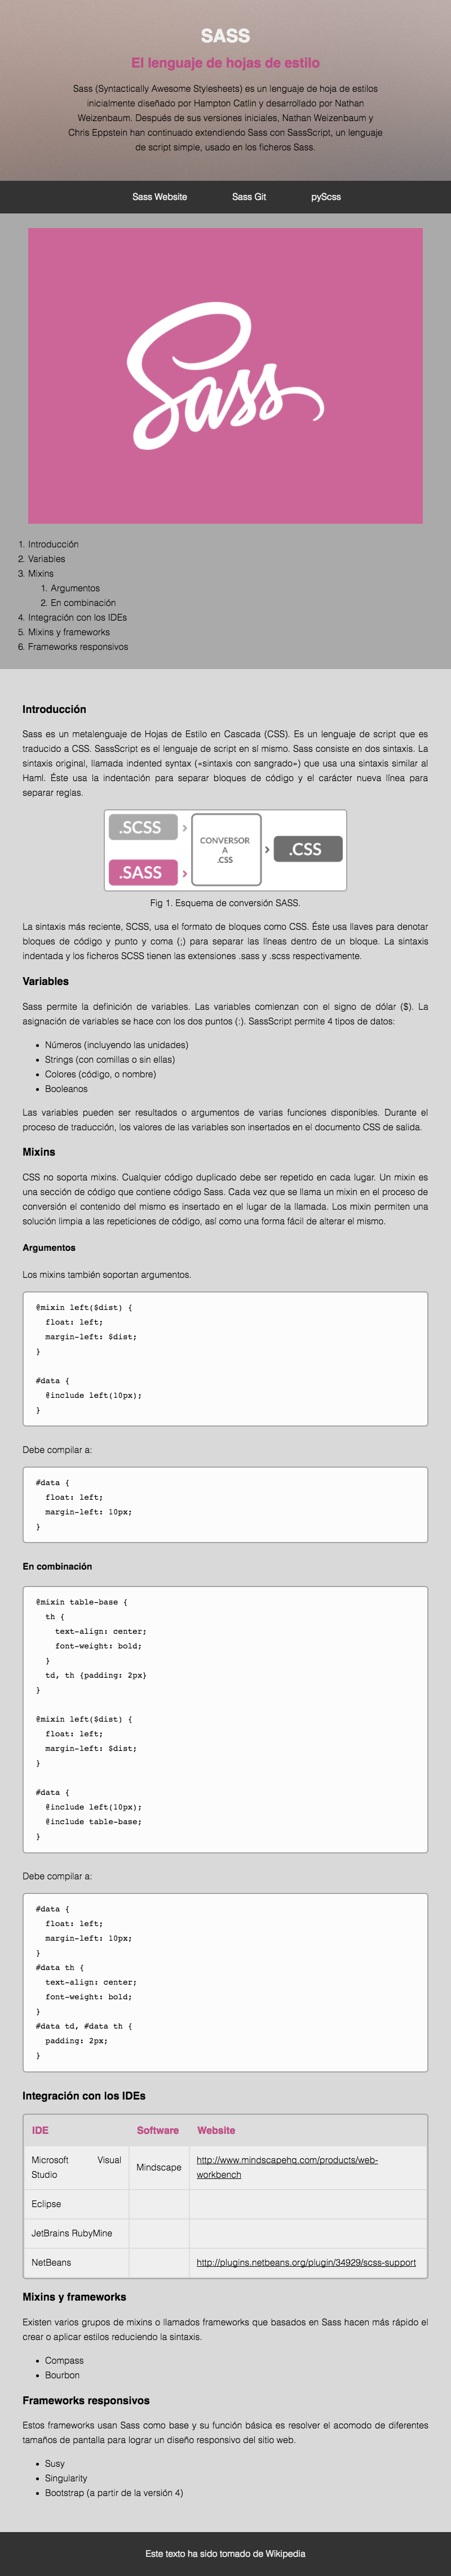 SASS
El lenguaje de hojas de estilo
Sass (Syntactically Awesome Stylesheets) es un lenguaje de hoja de estilos
inicialmente diseñado por Hampton Catlin y desarrollado por Nathan
Weizenbaum. Después de sus versiones iniciales, Nathan Weizenbaum y
Chris Eppstein han continuado extendiendo Sass con SassScript, un lenguaje
de script simple, usado en los ficheros Sass.
Sass Website Sass Git pyScss
Sass
1. Introducción
2. Variables
3. Mixins
1. Argumentos
2. En combinación
4. Integración con los IDEs
5. Mixins y frameworks
6. Frameworks responsivos
Introducción
Sass es un metalenguaje de Hojas de Estilo en Cascada (CSS). Es un lenguaje de script que es
traducido a CSS. SassScript es el lenguaje de script en sí mismo. Sass consiste en dos sintaxis. La
sintaxis original, llamada indented syntax («sintaxis con sangrado») que usa una sintaxis similar al
Haml. Éste usa la indentación para separar bloques de código y el carácter nueva línea para
separar reglas.
.SCSS
.SASS
CONVERSOR
A
.CSS
.CSS
Fig 1. Esquema de conversión SASS.
La sintaxis más reciente, SCSS, usa el formato de bloques como CSS. Éste usa llaves para denotar
bloques de código y punto y coma (;) para separar las líneas dentro de un bloque. La sintaxis
indentada y los ficheros SCSS tienen las extensiones .sass y .scss respectivamente.
Variables
Sass permite la definición de variables. Las variables comienzan con el signo de dólar ($). La
asignación de variables se hace con los dos puntos (:). SassScript permite 4 tipos de datos:
• Números (incluyendo las unidades)
• Strings (con comillas o sin ellas)
• Colores (código, o nombre)
• Booleanos
Las variables pueden ser resultados o argumentos de varias funciones disponibles. Durante el
proceso de traducción, los valores de las variables son insertados en el documento CSS de salida.
Mixins
CSS no soporta mixins. Cualquier código duplicado debe ser repetido en cada lugar. Un mixin es
una sección de código que contiene código Sass. Cada vez que se llama un mixin en el proceso de
conversión el contenido del mismo es insertado en el lugar de la llamada. Los mixin permiten una
solución limpia a las repeticiones de código, así como una forma fácil de alterar el mismo.
Argumentos
Los mixins también soportan argumentos.
@mixin left($dist) {
float: left;
margin-left: $dist;
}
#data {
@include left(10px);
}
Debe compilar a:
#data {
float: left;
margin-left: 10px;
}
En combinación
@mixin table-base {
th {
text-align: center;
font-weight: bold;
}
td, th {padding: 2px}
}
@mixin left($dist) {
float: left;
margin-left: $dist;
}
#data {
@include left(10px);
@include table-base;
}
Debe compilar a:
#data {
float: left;
margin-left: 10px;
}
#data th {
text-align: center;
font-weight: bold;
}
#data td, #data th {
padding: 2px;
}
Integración con los IDEs
IDE Software Website
Microsoft Visual
Studio
Mindscape
http://www.mindscapehq.com/products/web-
workbench
Eclipse
JetBrains RubyMine
NetBeans http://plugins.netbeans.org/plugin/34929/scss-support
Mixins y frameworks
Existen varios grupos de mixins o llamados frameworks que basados en Sass hacen más rápido el
crear o aplicar estilos reduciendo la sintaxis.
• Compass
• Bourbon
Frameworks responsivos
Estos frameworks usan Sass como base y su función básica es resolver el acomodo de diferentes
tamaños de pantalla para lograr un diseño responsivo del sitio web.
• Susy
• Singularity
• Bootstrap (a partir de la versión 4)
Este texto ha sido tomado de Wikipedia